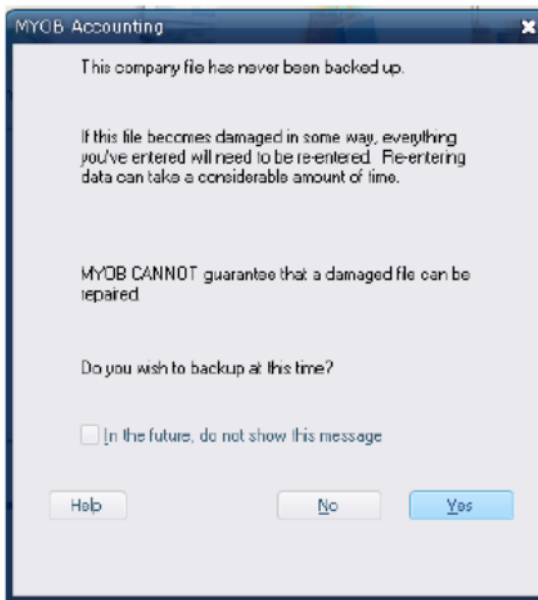 MYOB Accounting
This company file has never been backed up.
If this file becomes damaged in some way, everything
you've entered will need to be re-entered. Re-entering
data can take a considerable amount of time.
MYOB CANNOT guarantee that a damaged file can be
repaired.
Do you wish to backup at this time?
In the future, do not show this message
Help
No
Yes